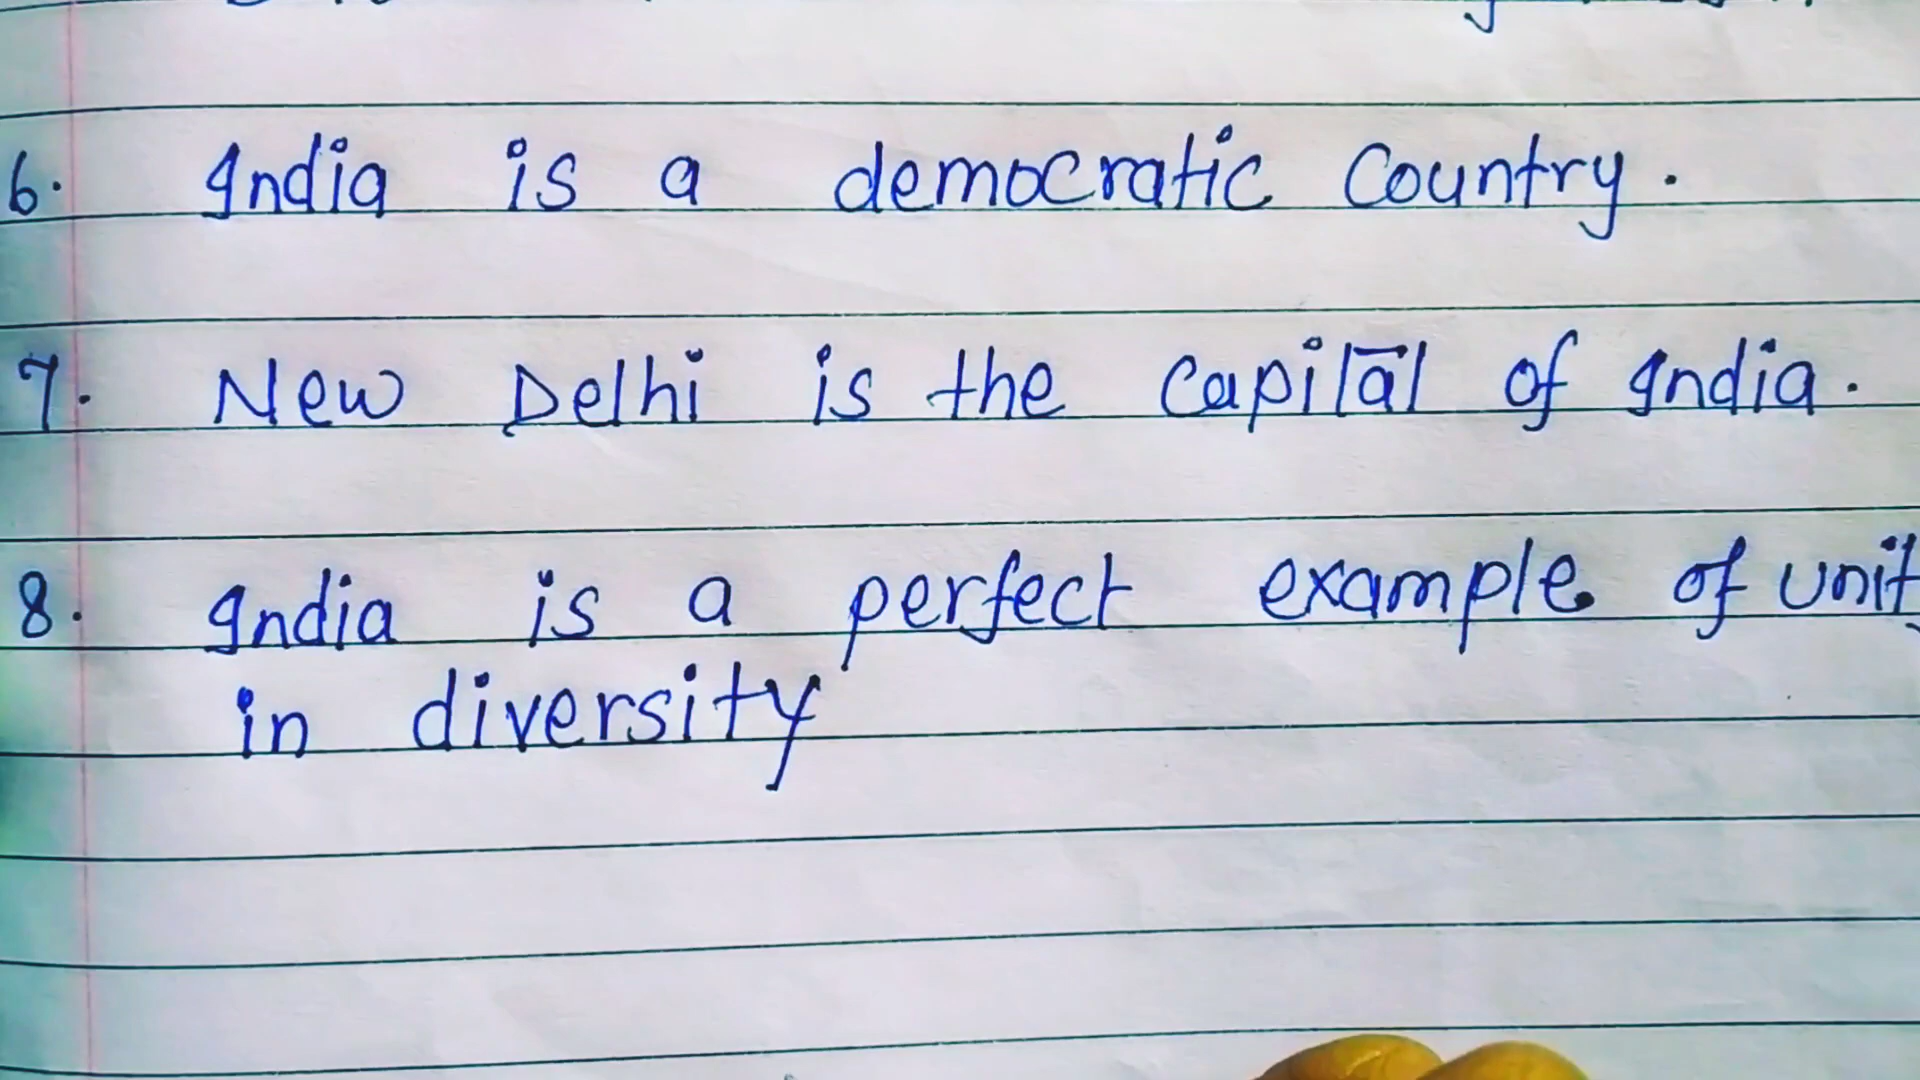 6. India is a democratic Country.
7. New Delhi is the Capital of India.
8. India is a perfect example of unit
in diversity